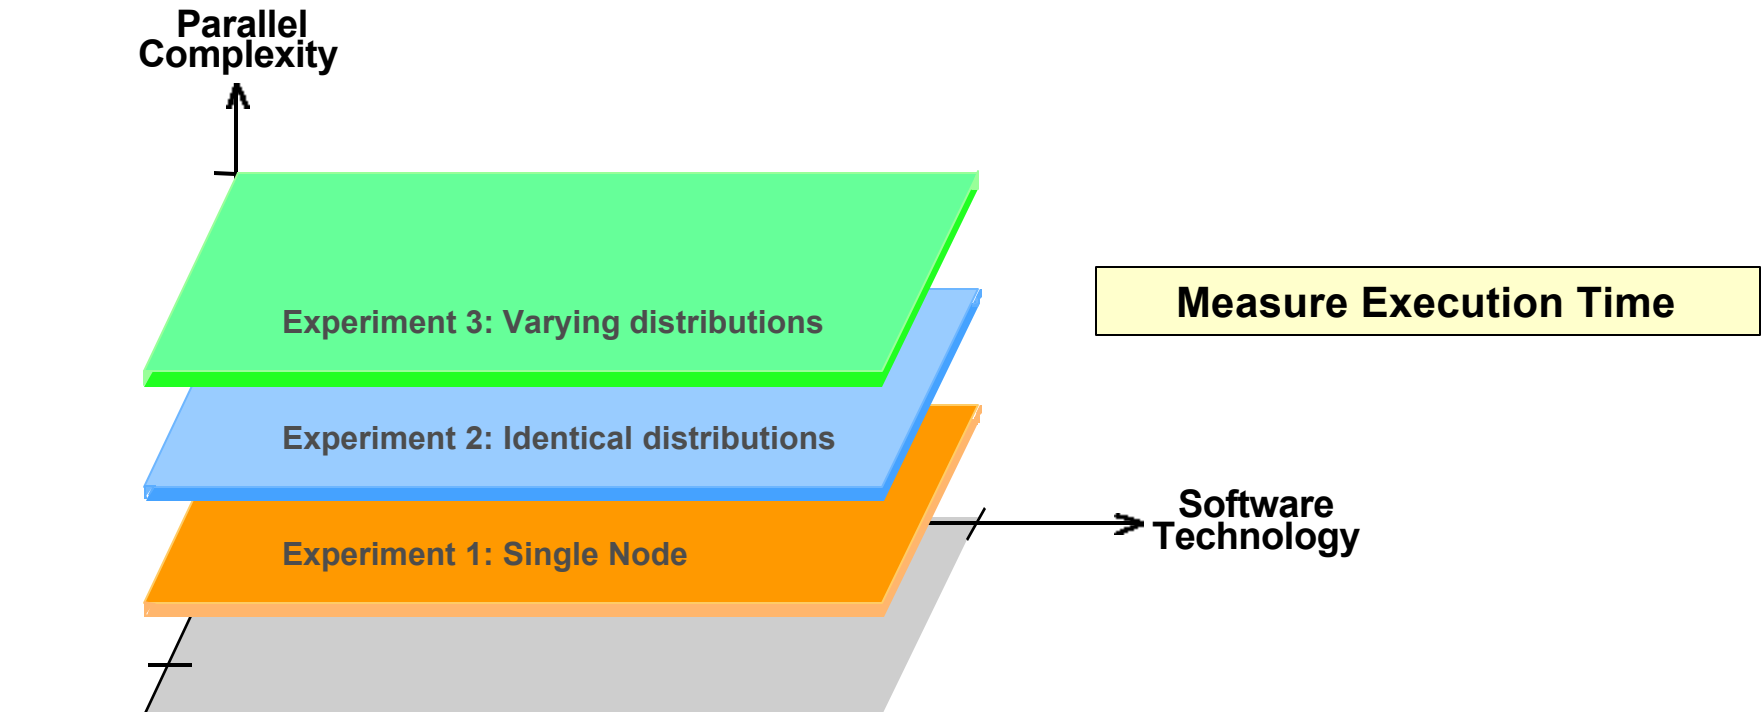 Parallel
Complexity
Experiment 3: Varying distributions
Measure Execution Time
Experiment 2: Identical distributions
Software
Technology
Experiment 1: Single Node